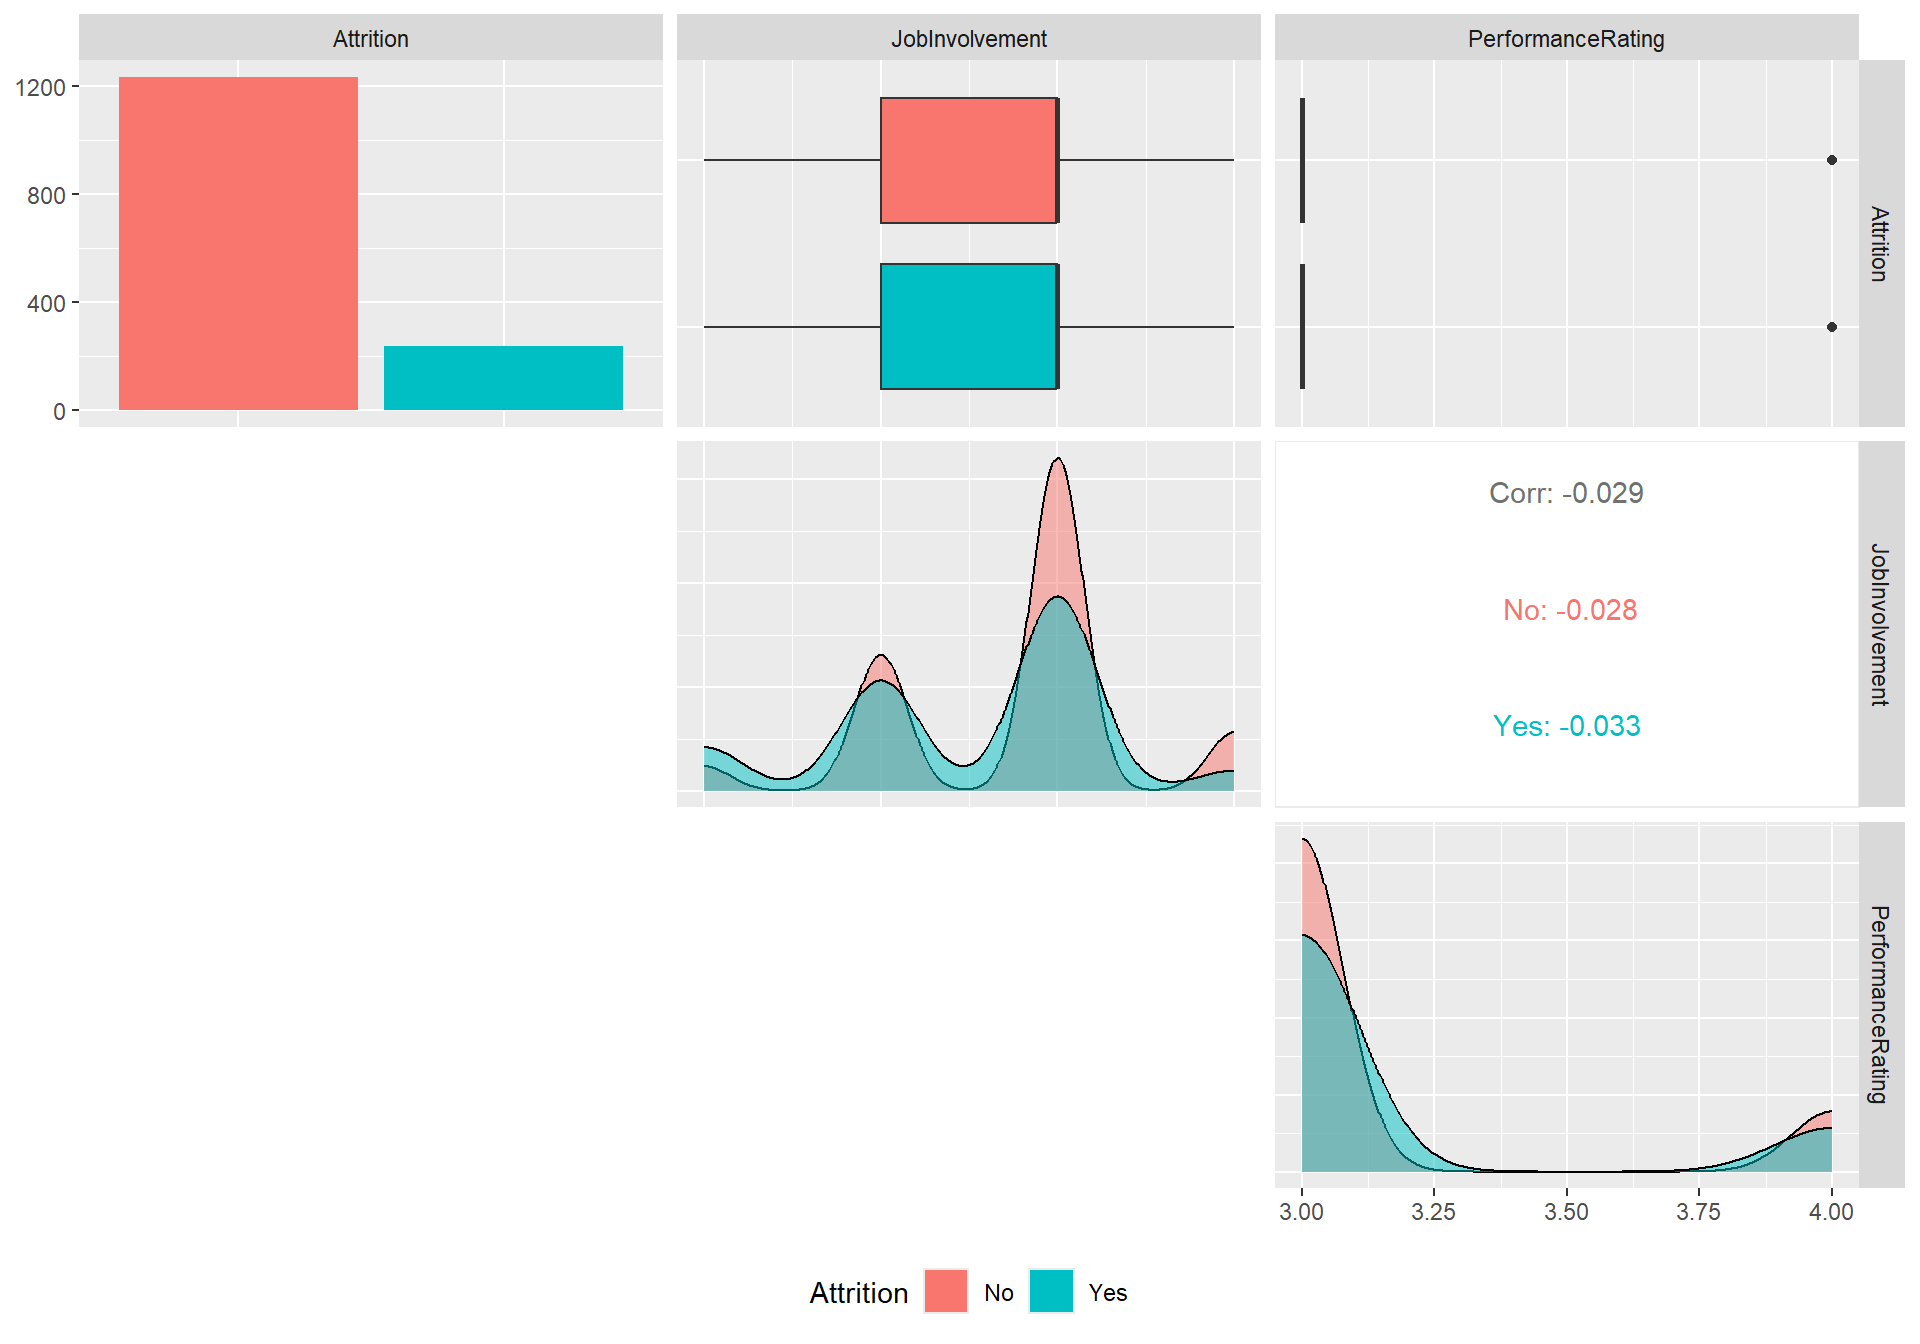 Attrition
JobInvolvement
PerformanceRating
1200
800
400
0
Attrition
Corr: -0.029
No: -0.028
Yes: -0.033
JobInvolvement
PerformanceRating
3.00 3.25 3.50 3.75 4.00
Attrition No Yes